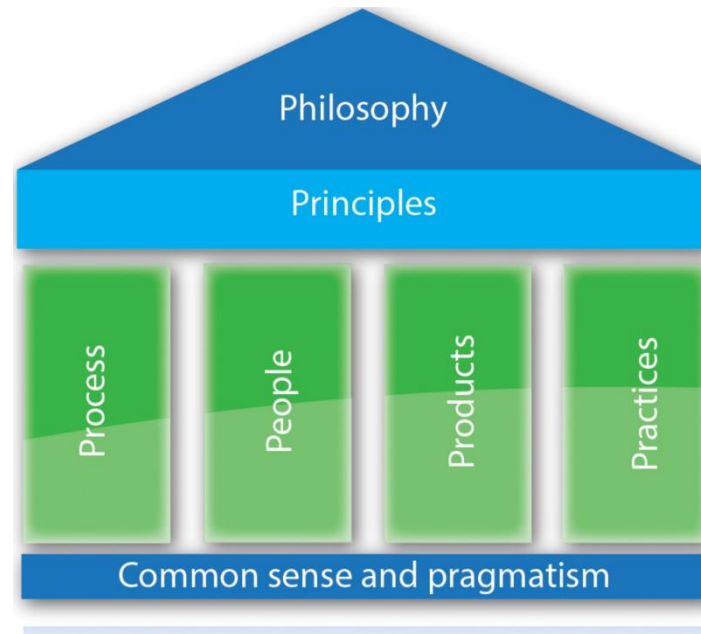 Philosophy
Principles
Process
People
Products
Practices
Common sense and pragmatism